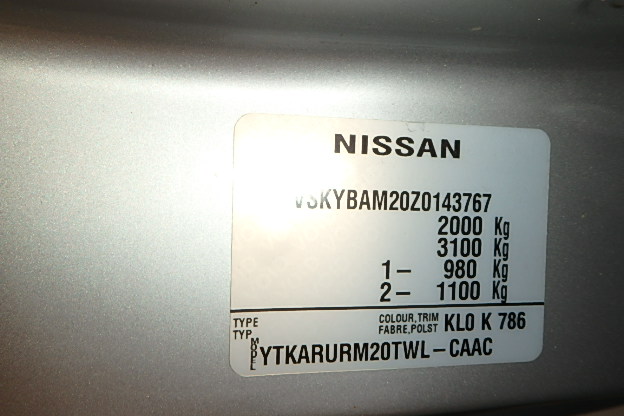 NISSAN
VSKYBAM20Z0143767
2000 Kg
3100 Kg
1- 980 Kg
2- 1100 Kg
TYPE
TYP
COLOUR,TRIM
FABRE,POLST
KL0 K 786
MODEL
YTKARURM20TWL-CAAC